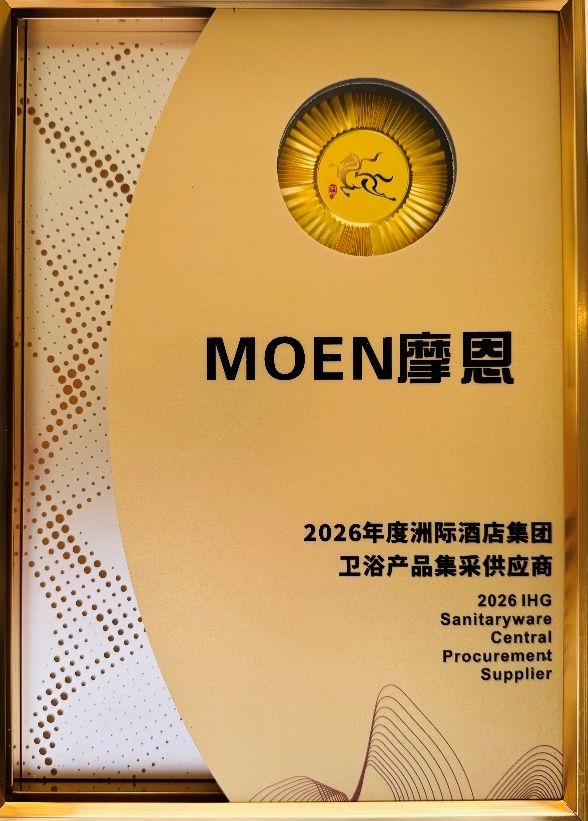 MOEN摩恩
2026年度洲际酒店集团
卫浴产品集采供应商
2026 IHG
Sanitaryware
Central
Procurement
Supplier